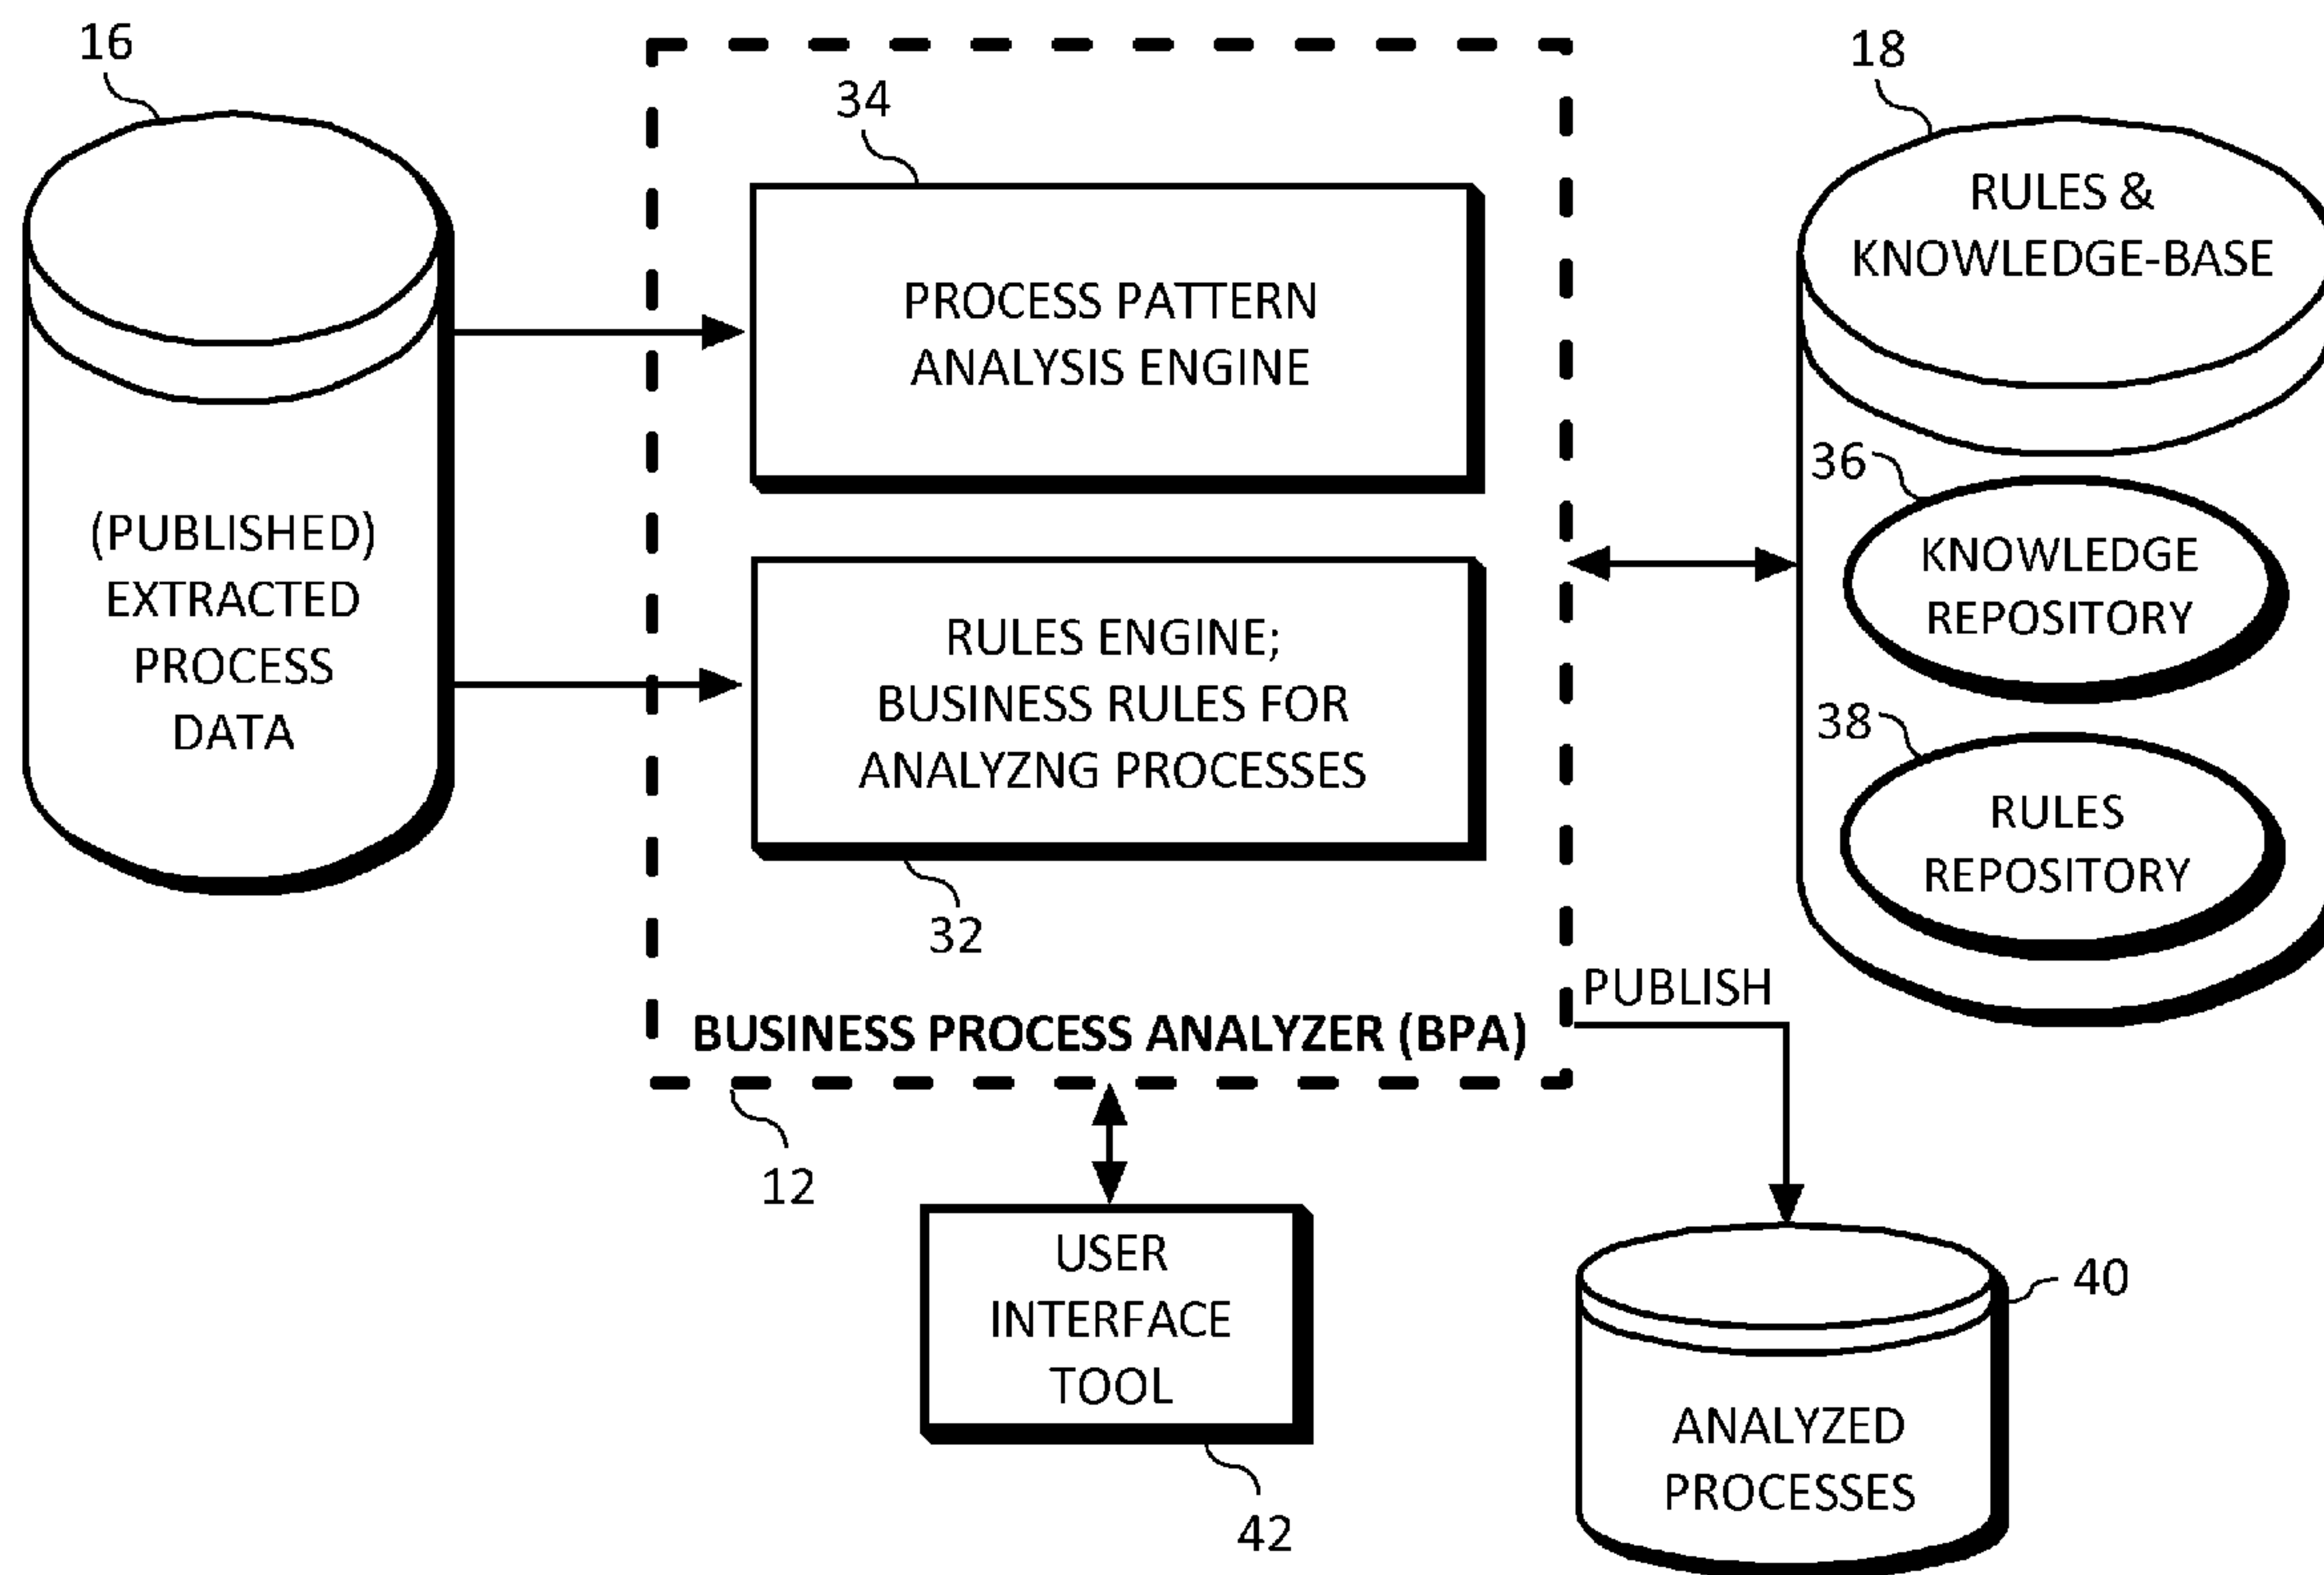 16
(PUBLISHED)
EXTRACTED
PROCESS
DATA
34
PROCESS PATTERN
ANALYSIS ENGINE
RULES ENGINE;
BUSINESS RULES FOR
ANALYZNG PROCESSES
32
BUSINESS PROCESS ANALYZER (BPA)
12
USER
INTERFACE
TOOL
42
18
RULES &
KNOWLEDGE-BASE
36
KNOWLEDGE
REPOSITORY
38
RULES
REPOSITORY
PUBLISH
40
ANALYZED
PROCESSES